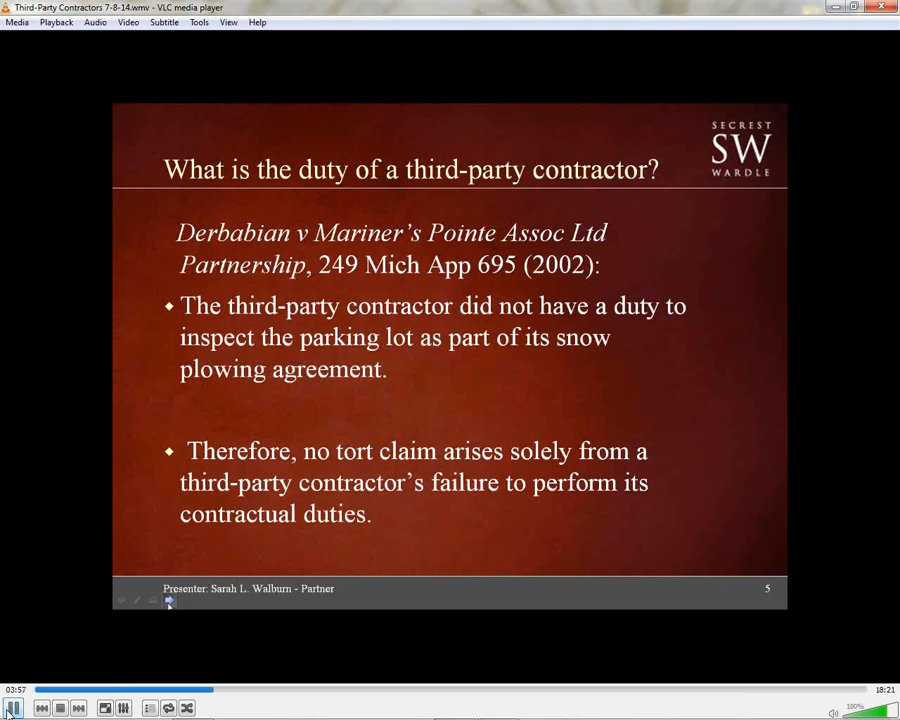 Third-Party Contractors 7-8-14.wmv - VLC media player
Media Playback Audio Video Subtitle Tools View Help
SECREST
SW
WARDLE
What is the duty of a third-party contractor?
Derbabian v Mariner's Pointe Assoc Ltd
Partnership, 249 Mich App 695 (2002):
The third-party contractor did not have a duty to
inspect the parking lot as part of its snow
plowing agreement.
Therefore, no tort claim arises solely from a
third-party contractor's failure to perform its
contractual duties.
Presenter: Sarah L. Walburn - Partner 5
03:57 18:21
100%